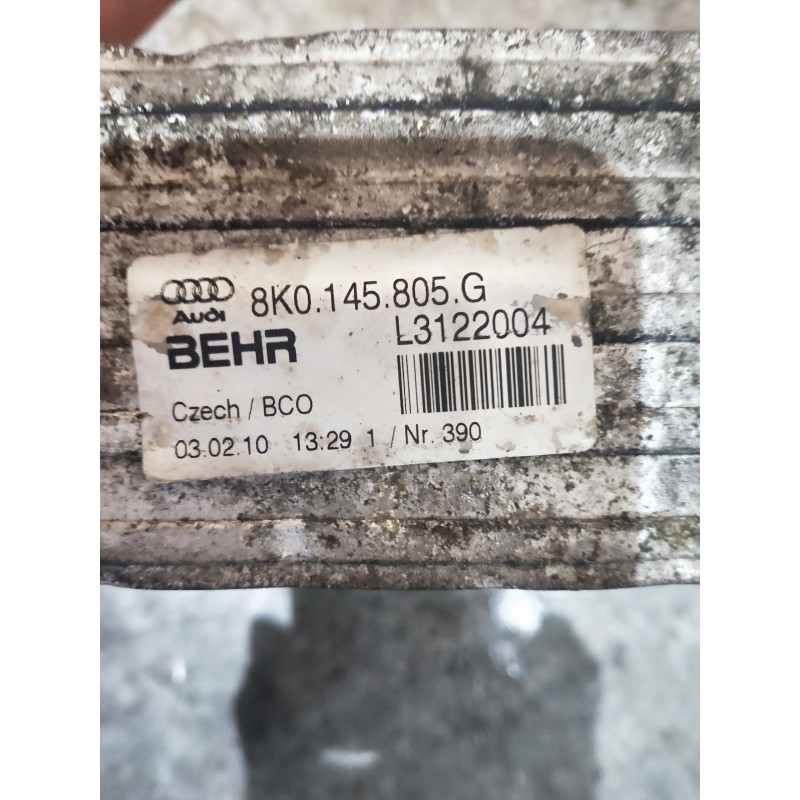 8K0.145.805.G
Audi
BEHR
L3122004
Czech / BCO
03.02.10 13:29 1 / Nr. 390